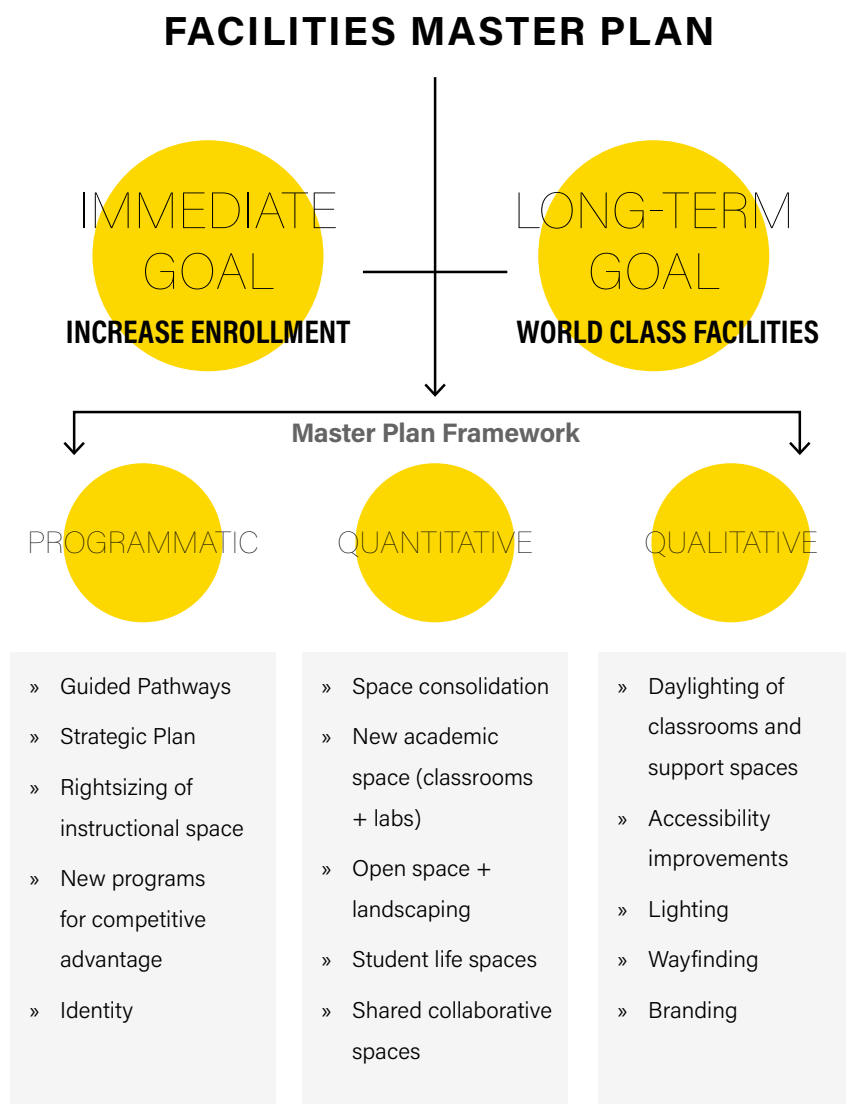 FACILITIES MASTER PLAN
IMMEDIATE
GOAL
INCREASE ENROLLMENT
LONG-TERM
GOAL
WORLD CLASS FACILITIES
Master Plan Framework
PROGRAMMATIC
» Guided Pathways
» Strategic Plan
» Rightsizing of
instructional space
» New programs
for competitive
advantage
» Identity
QUANTITATIVE
» Space consolidation
» New academic
space (classrooms
+ labs)
» Open space +
landscaping
» Student life spaces
» Shared collaborative
spaces
QUALITATIVE
» Daylighting of
classrooms and
support spaces
» Accessibility
improvements
» Lighting
» Wayfinding
» Branding